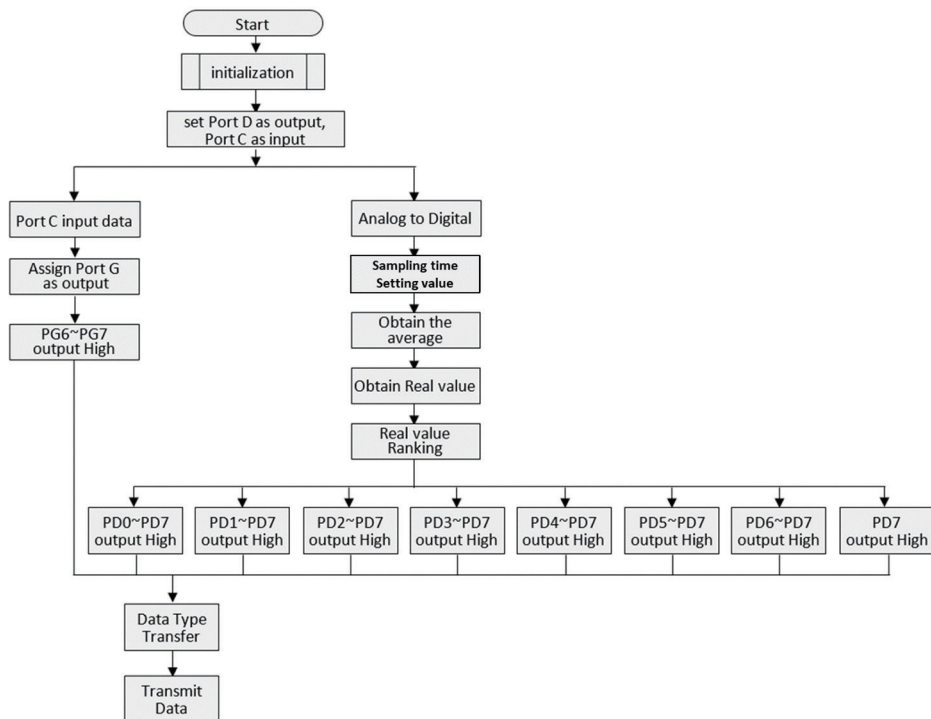 Start
initialization
set Port D as output,
Port C as input
Port C input data
Assign Port G
as output
PG6~PG7
output High
Analog to Digital
Sampling time
Setting value
Obtain the
average
Obtain Real value
Real value
Ranking
PD0~PD7
output High
PD1~PD7
output High
PD2~PD7
output High
PD3~PD7
output High
PD4~PD7
output High
PD5~PD7
output High
PD6~PD7
output High
PD7
output High
Data Type
Transfer
Transmit
Data